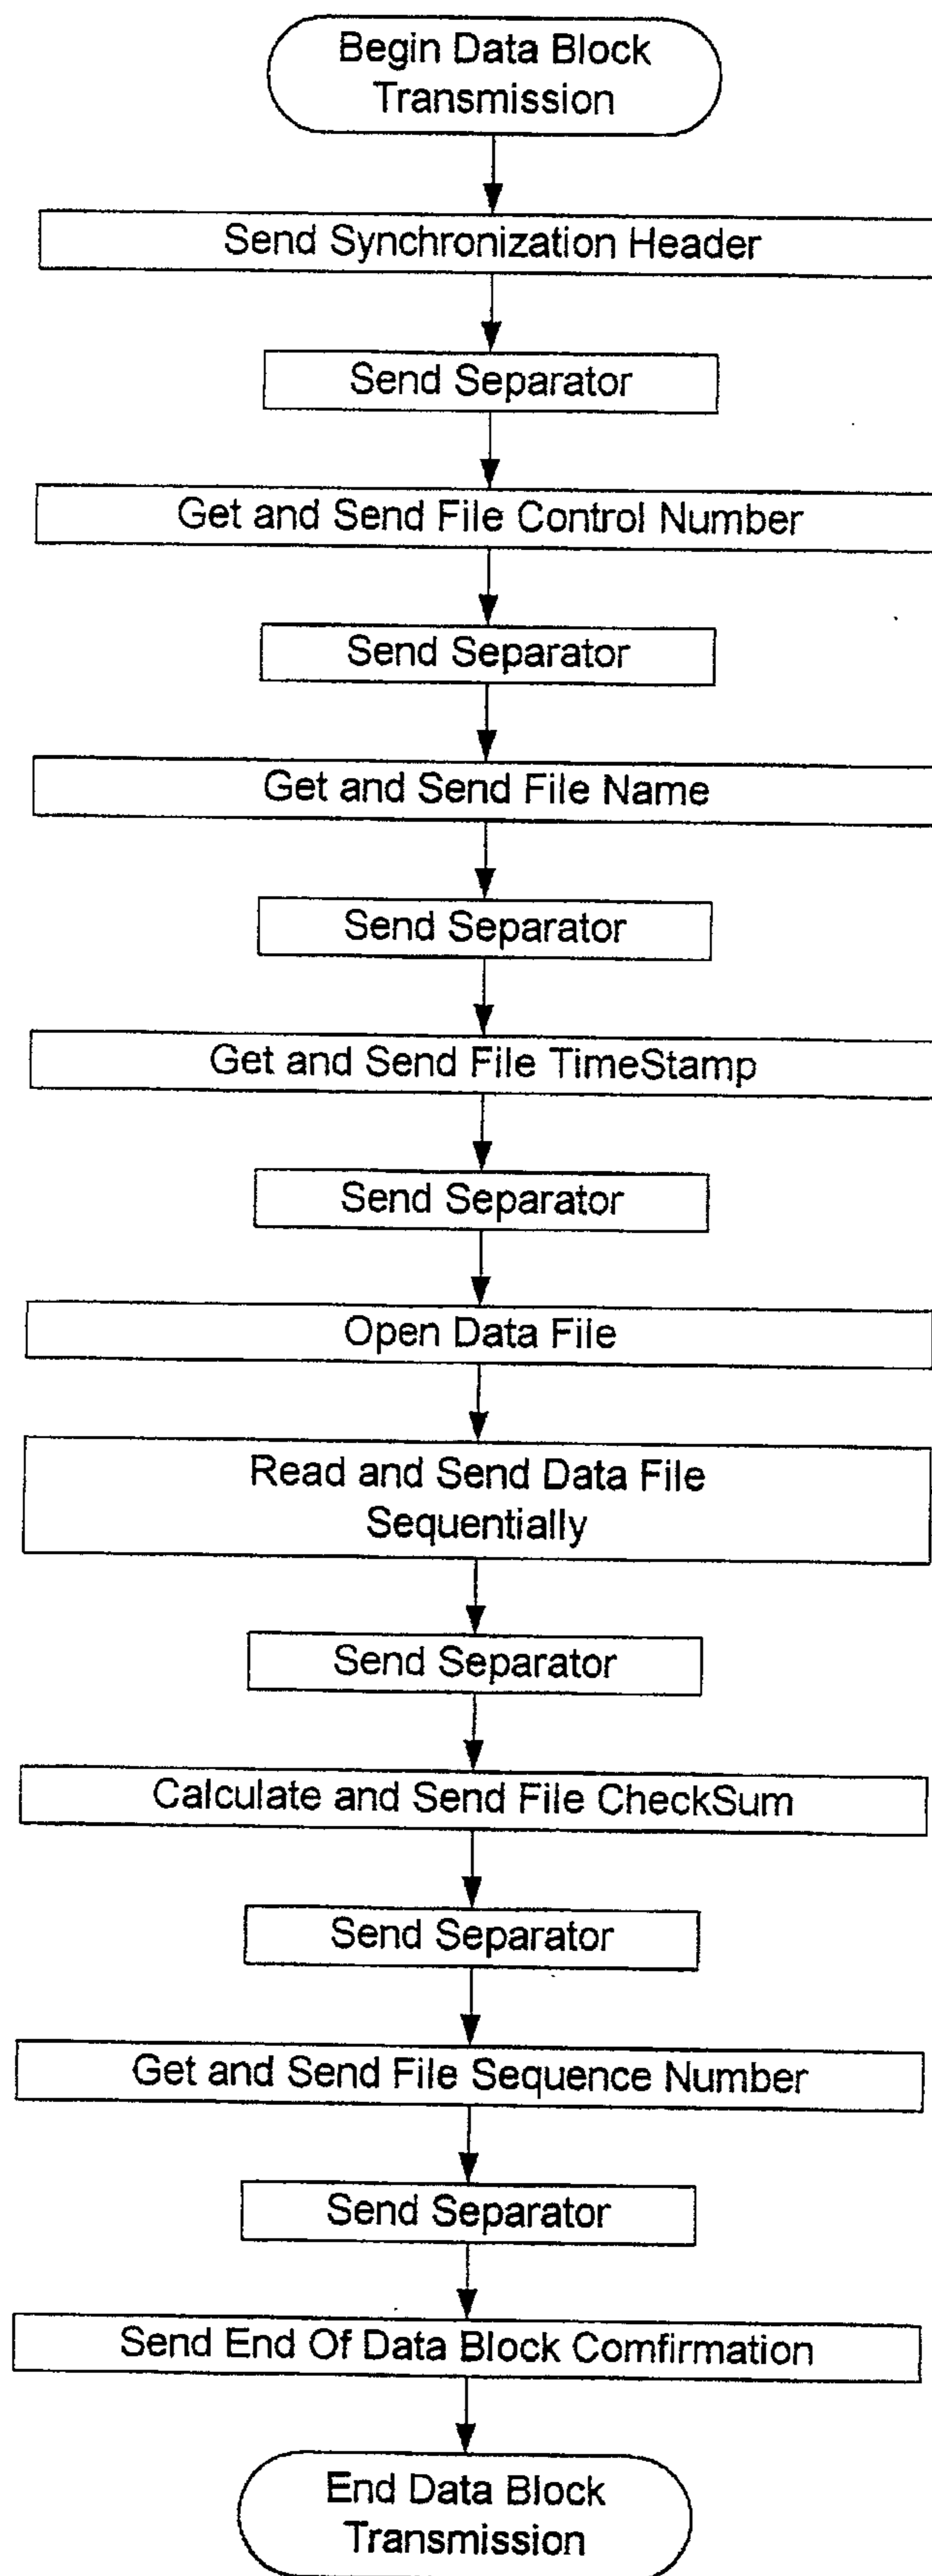 Begin Data Block
Transmission
Send Synchronization Header
Send Separator
Get and Send File Control Number
Send Separator
Get and Send File Name
Send Separator
Get and Send File TimeStamp
Send Separator
Open Data File
Read and Send Data File
Sequentially
Send Separator
Calculate and Send File CheckSum
Send Separator
Get and Send File Sequence Number
Send Separator
Send End Of Data Block Comfirmation
End Data Block
Transmission